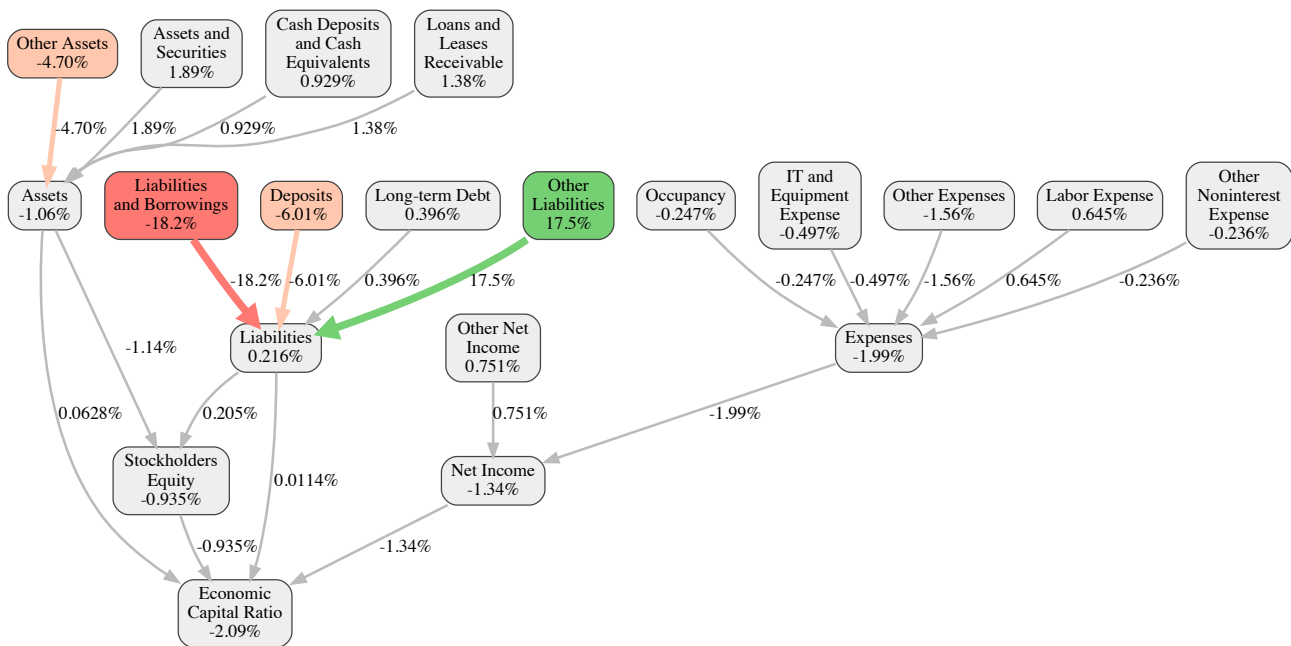 Other Assets
-4.70%
Assets and
Securities
1.89%
Cash Deposits
and Cash
Equivalents
0.929%
Loans and
Leases
Receivable
1.38%
-4.70%
1.89%
0.929%
1.38%
Assets
-1.06%
Liabilities
and Borrowings
-18.2%
Deposits
-6.01%
Long-term Debt
0.396%
Other
Liabilities
17.5%
Occupancy
-0.247%
IT and
Equipment
Expense
-0.497%
Other Expenses
-1.56%
Labor Expense
0.645%
Other
Noninterest
Expense
-0.236%
-18.2%
-6.01%
0.396%
17.5%
-0.247%
-0.497%
-1.56%
0.645%
-0.236%
-1.14%
Liabilities
0.216%
Other Net
Income
0.751%
Expenses
-1.99%
0.0628%
0.205%
0.751%
-1.99%
Stockholders
Equity
-0.935%
0.0114%
Net Income
-1.34%
-0.935%
-1.34%
Economic
Capital Ratio
-2.09%